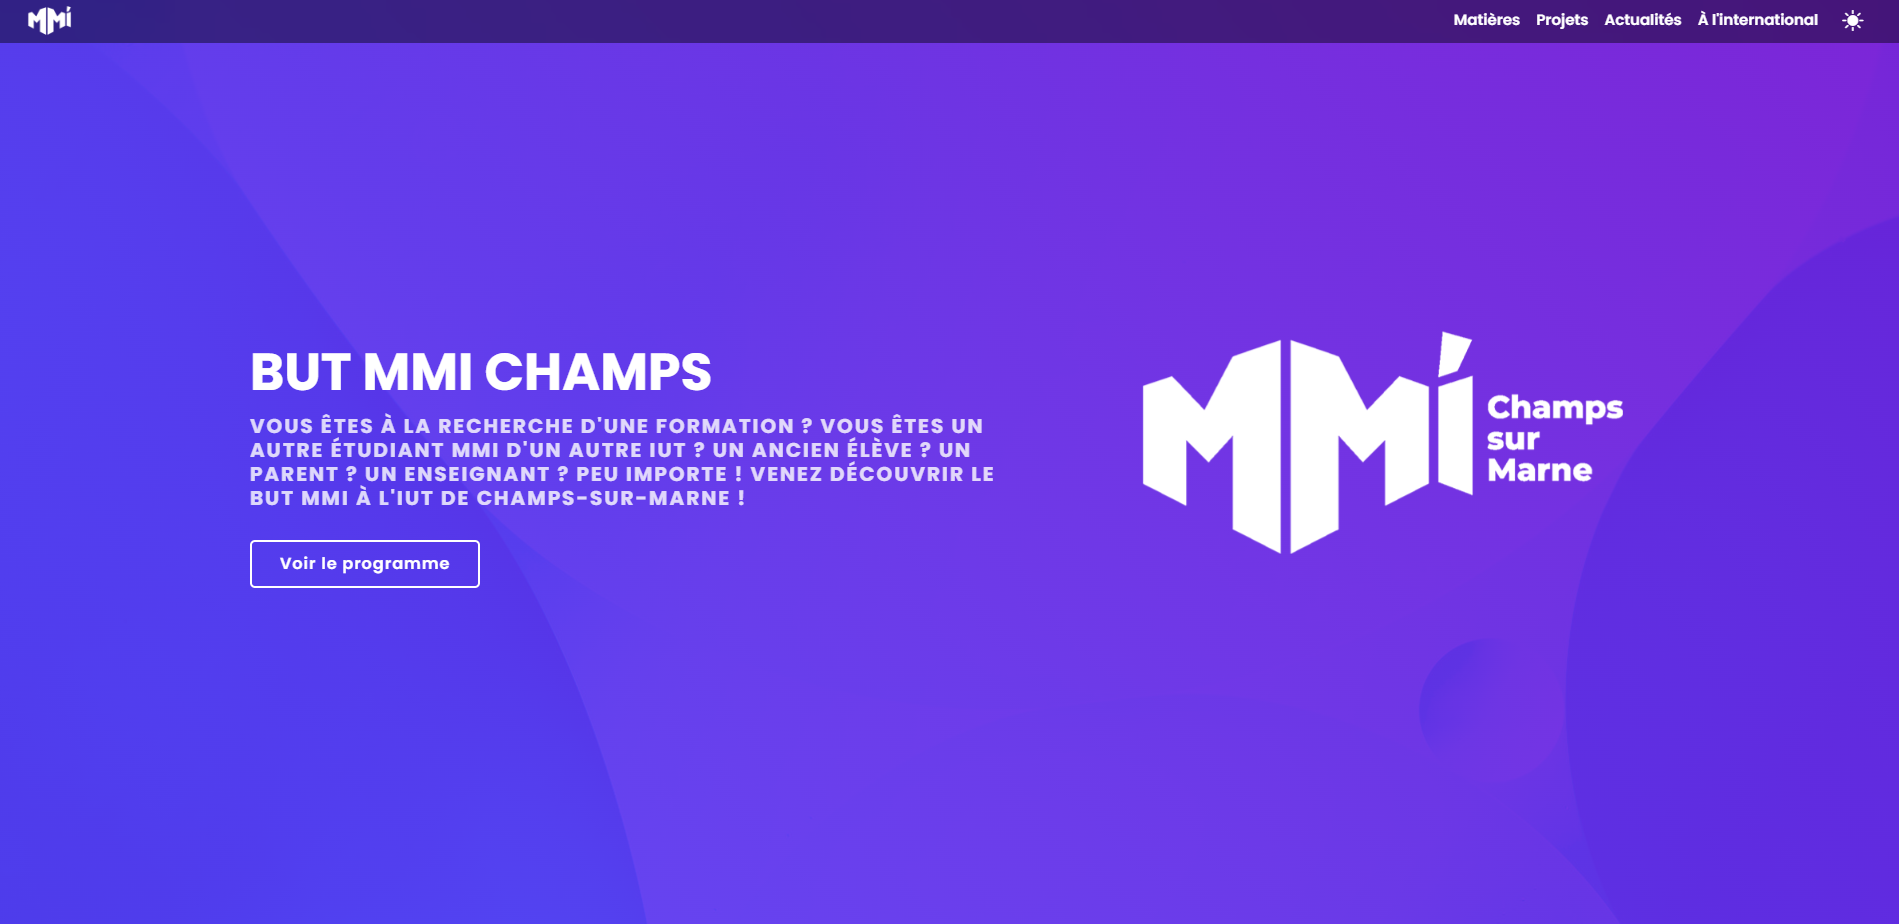 MMI
Matières Projets Actualités À l'international
BUT MMI CHAMPS
VOUS ÊTES À LA RECHERCHE D'UNE FORMATION ? VOUS ÊTES UN
AUTRE ÉTUDIANT MMI D'UN AUTRE IUT ? UN ANCIEN ÉLÈVE ? UN
PARENT ? UN ENSEIGNANT ? PEU IMPORTE ! VENEZ DÉCOUVRIR LE
BUT MMI À L'IUT DE CHAMPS-SUR-MARNE !
Voir le programme
MMI
Champs
sur
Marne